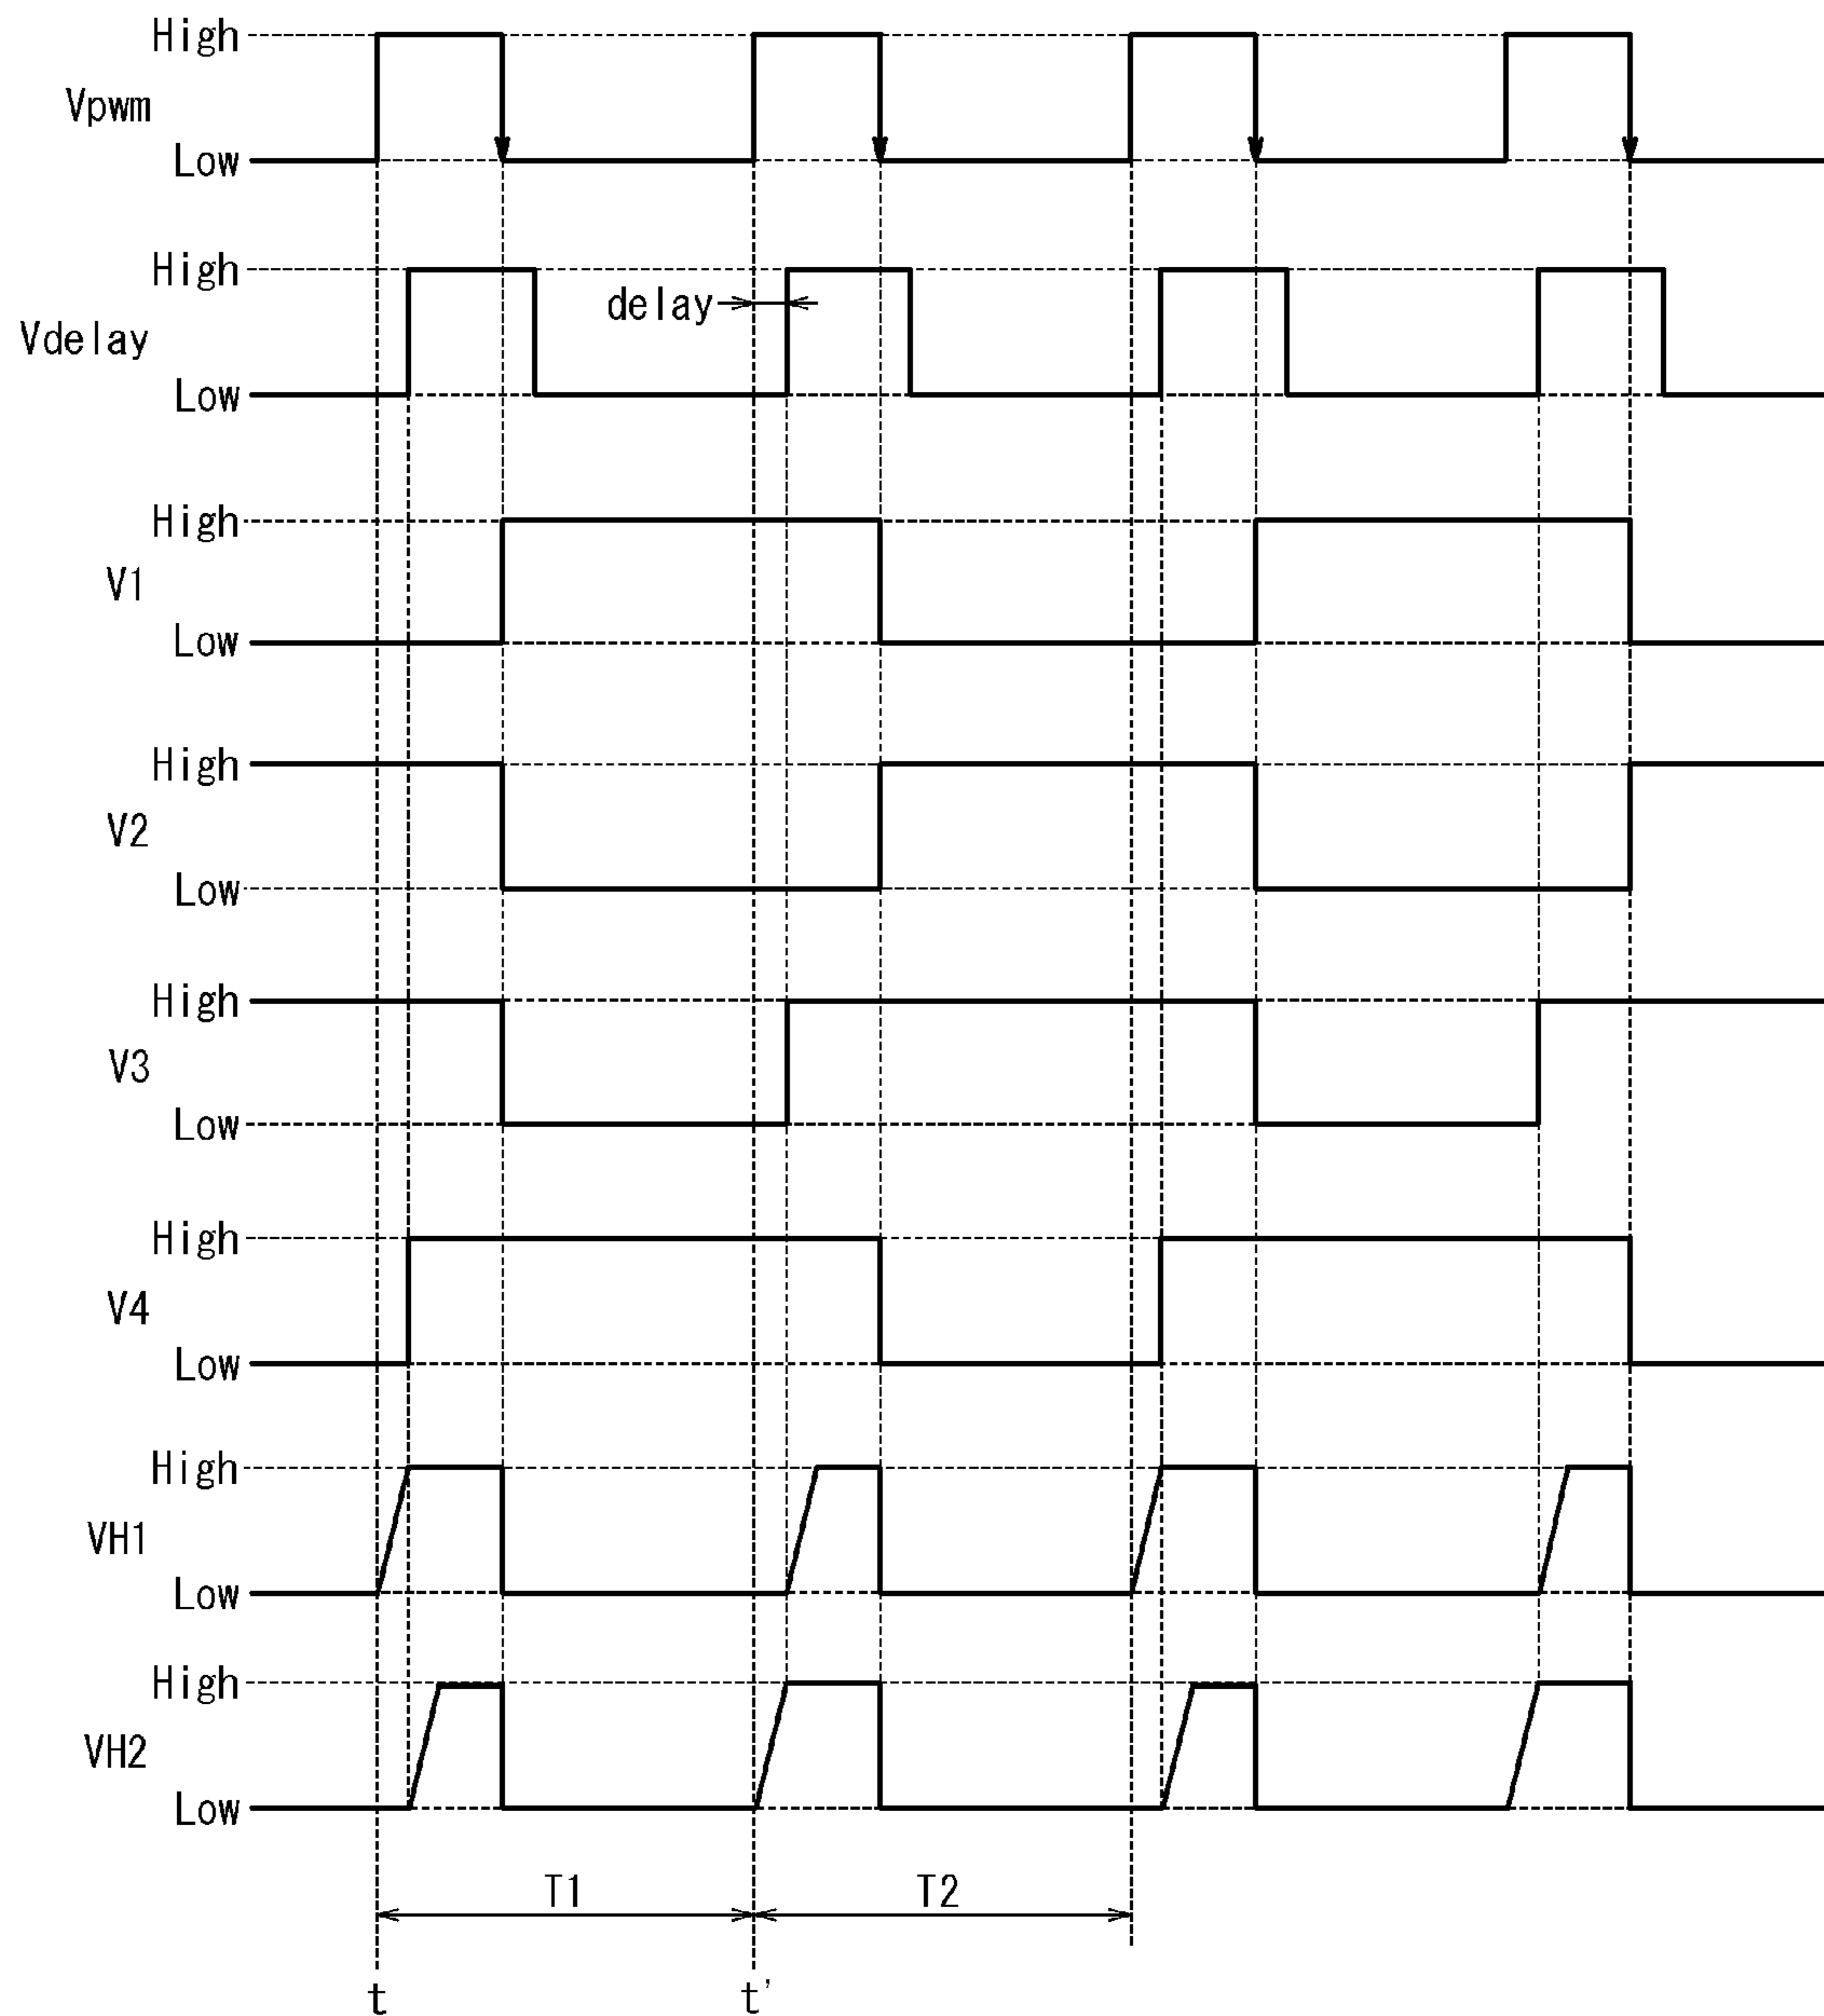 High
Vpwm
Low
High
delay
Vdelay
Low
High
V1
Low
High
V2
Low
High
V3
Low
High
V4
Low
High
VH1
Low
High
VH2
Low
T1 T2
t t'